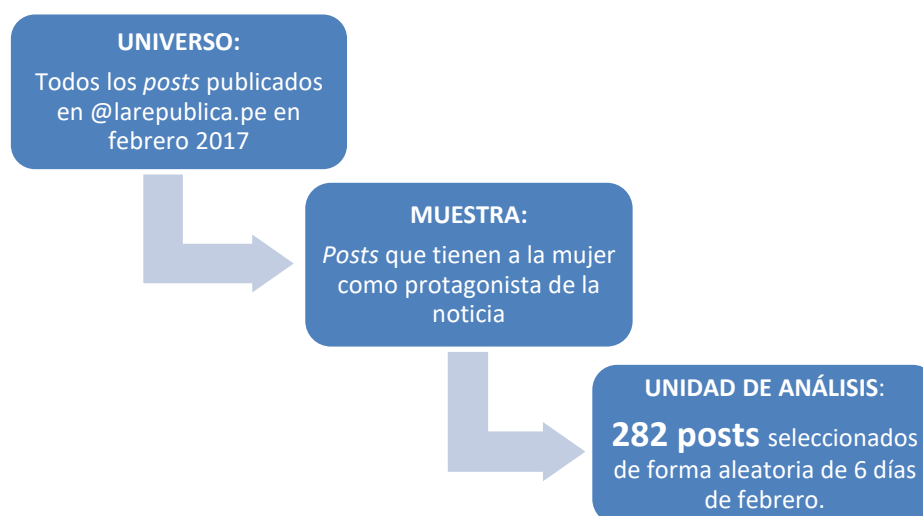 UNIVERSO:
Todos los posts publicados
en @larepublica.pe en
febrero 2017
MUESTRA:
Posts que tienen a la mujer
como protagonista de la
noticia
UNIDAD DE ANÁLISIS:
282 posts seleccionados
de forma aleatoria de 6 días
de febrero.